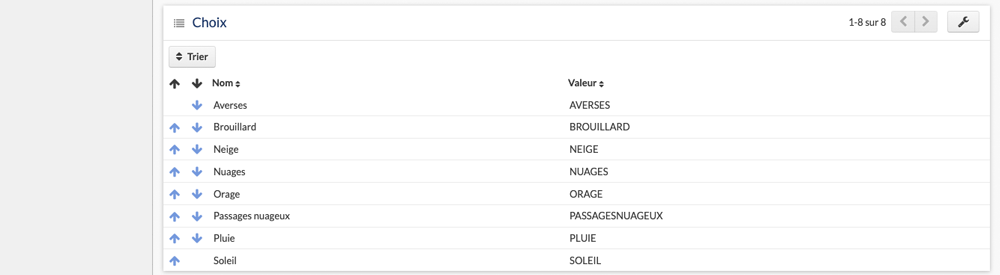 Choix 1-8 sur 8
Trier
Nom Valeur
Averses AVERSES
Brouillard BROUILLARD
Neige NEIGE
Nuages NUAGES
Orage ORAGE
Passages nuageux PASSAGESNUAGEUX
Pluie PLUIE
Soleil SOLEIL